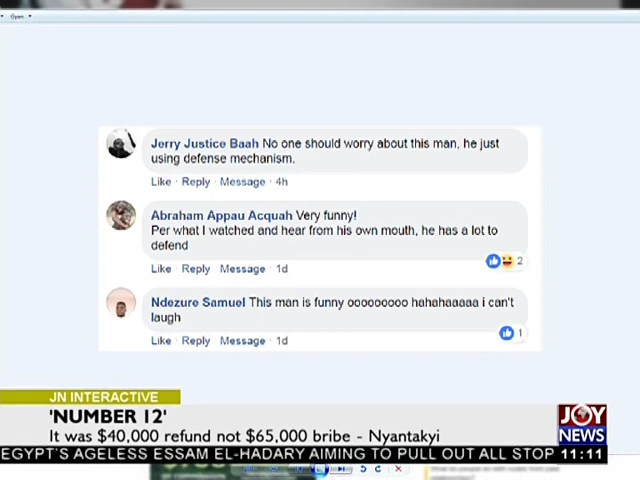 Open
Jerry Justice Baah No one should worry about this man, he just
using defense mechanism.
Like · Reply · Message · 4h
Abraham Appau Acquah Very funny!
Per what I watched and hear from his own mouth, he has a lot to
defend
2
Like · Reply · Message · 1d
Ndezure Samuel This man is funny ooooooooo hahahaaaaa i can't
laugh
1
Like · Reply · Message · 1d
JN INTERACTIVE
'NUMBER 12'
It was $40,000 refund not $65,000 bribe - Nyantakyi
JOY
NEWS
EGYPT'S AGELESS ESSAM EL-HADARY AIMING TO PULL OUT ALL STOP
11:11